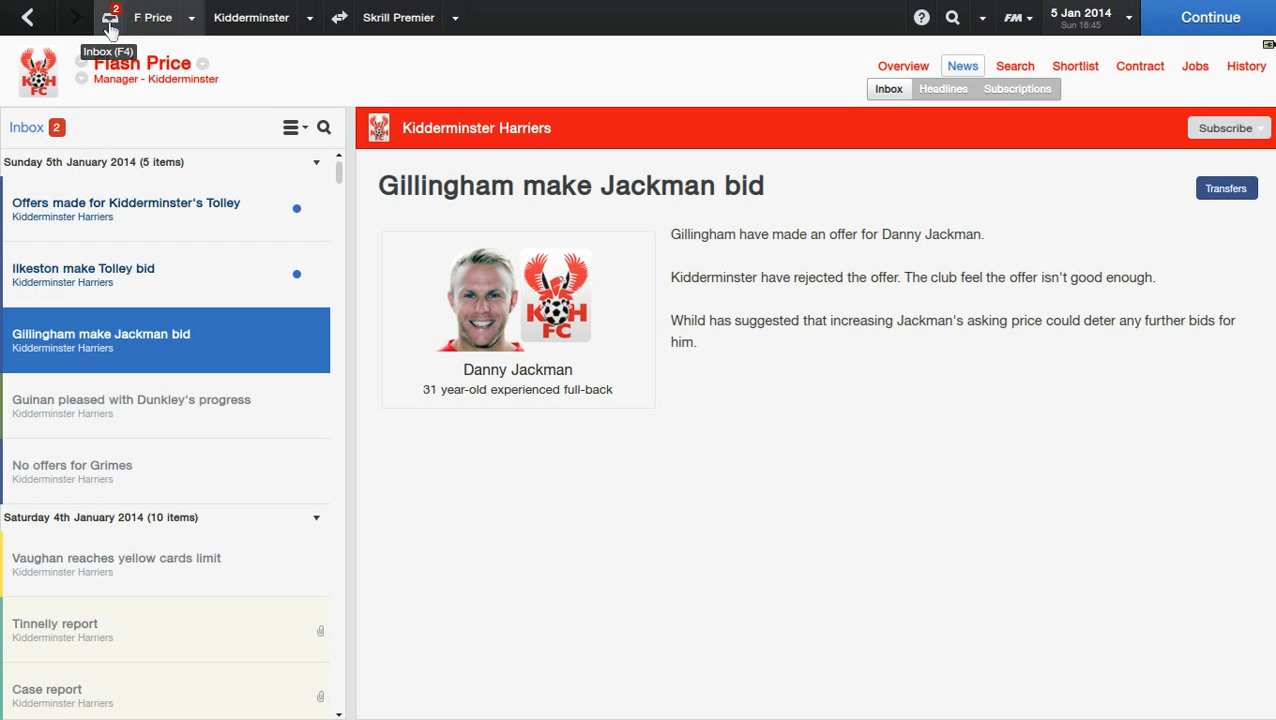 2
F Price
Kidderminster
Skrill Premier
FM
5 Jan 2014
Sun 16:45
Continue
Inbox (F4)
Flash Price
Manager - Kidderminster
Overview
News
Search
Shortlist
Contract
Jobs
History
Inbox
Headlines
Subscriptions
Inbox 2
Kidderminster Harriers
Subscribe
Sunday 5th January 2014 (5 items)
Offers made for Kidderminster's Tolley
Kidderminster Harriers
Ilkeston make Tolley bid
Kidderminster Harriers
Gillingham make Jackman bid
Kidderminster Harriers
Guinan pleased with Dunkley's progress
Kidderminster Harriers
No offers for Grimes
Kidderminster Harriers
Saturday 4th January 2014 (10 items)
Vaughan reaches yellow cards limit
Kidderminster Harriers
Tinnelly report
Kidderminster Harriers
Case report
Kidderminster Harriers
Gillingham make Jackman bid
Transfers
Gillingham have made an offer for Danny Jackman.
Kidderminster have rejected the offer. The club feel the offer isn't good enough.
Whild has suggested that increasing Jackman's asking price could deter any further bids for
him.
KHFC
Danny Jackman
31 year-old experienced full-back